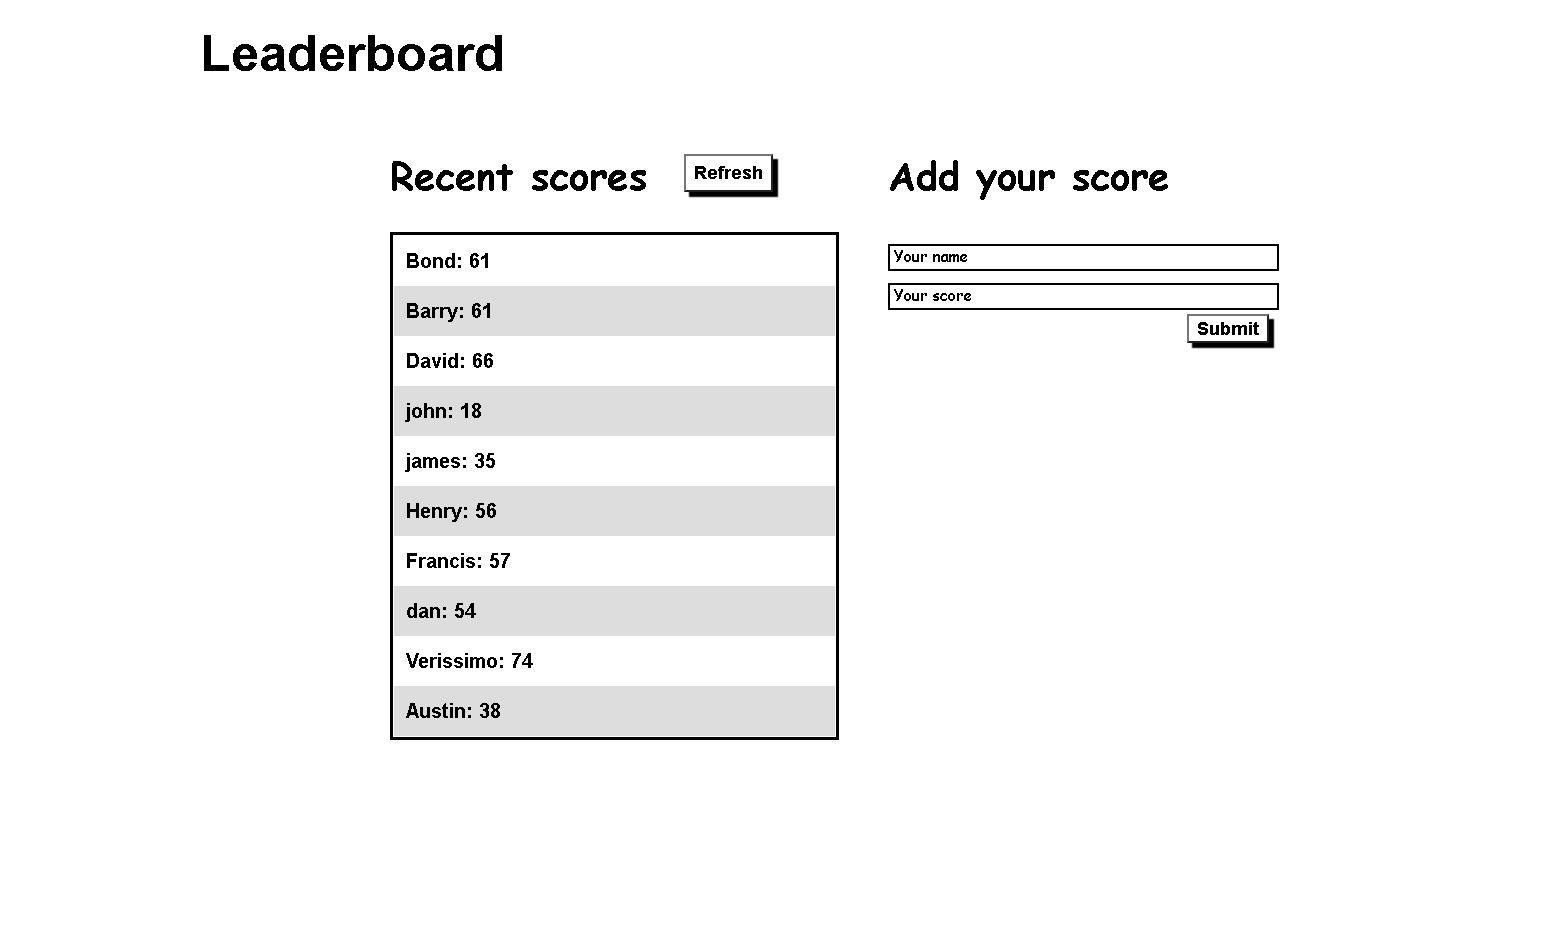 Leaderboard
Recent scores
Refresh
Bond: 61
Barry: 61
David: 66
john: 18
james: 35
Henry: 56
Francis: 57
dan: 54
Verissimo: 74
Austin: 38
Add your score
Your name
Your score
Submit